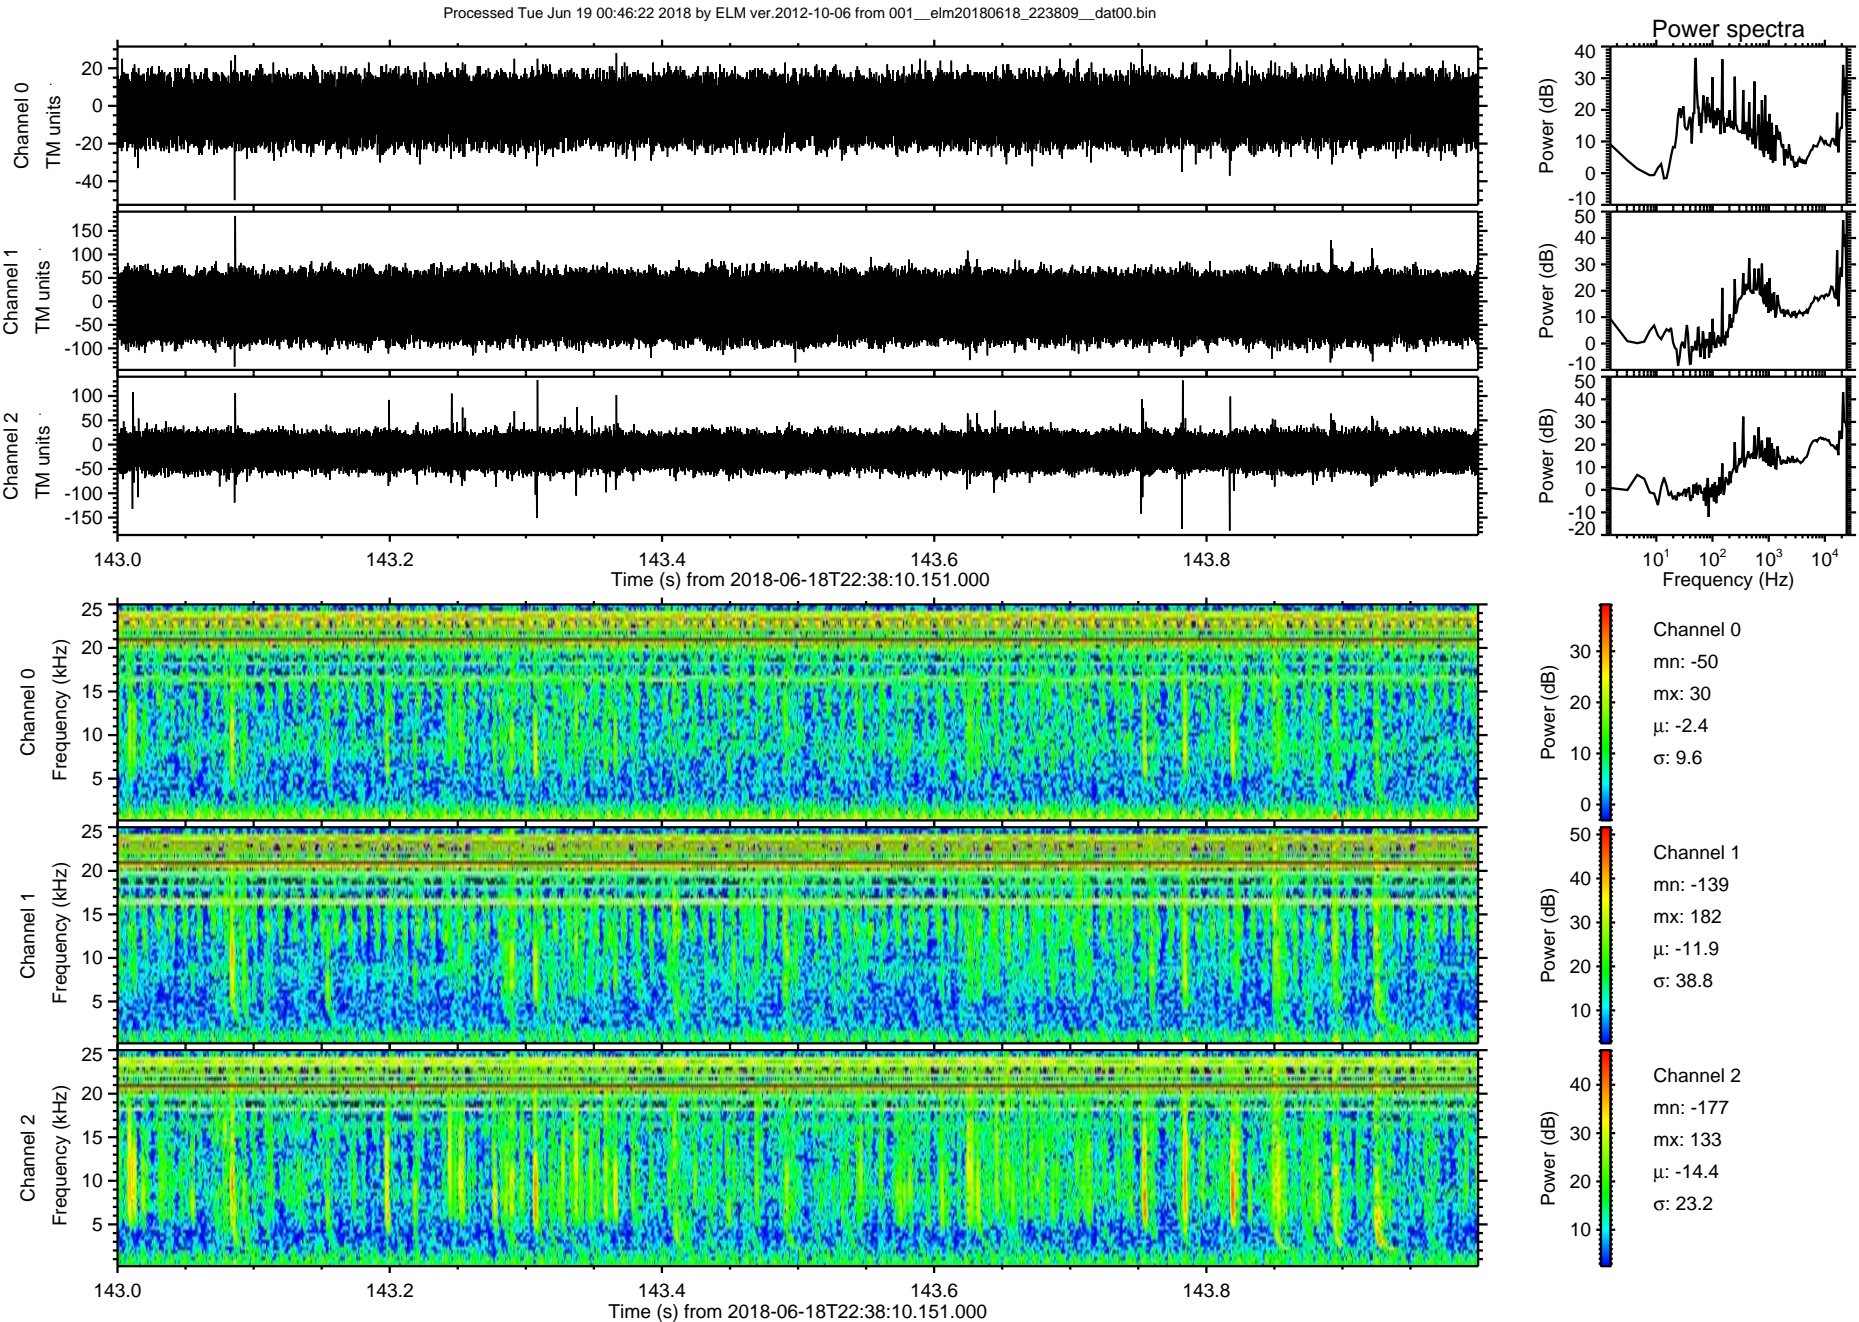 Processed Tue Jun 19 00:46:22 2018 by ELM ver.2012-10-06 from 001__elm20180618_223809__dat00.bin
Power spectra
Channel 0
TM units
20
0
-20
-40
Power (dB)
40
30
20
10
0
-10
Channel 1
TM units
150
100
50
0
-50
-100
Power (dB)
50
40
30
20
10
0
-10
Channel 2
TM units
100
50
0
-50
-100
-150
Power (dB)
50
40
30
20
10
0
-10
-20
143.0 143.2 143.4 143.6 143.8
Time (s) from 2018-06-18T22:38:10.151.000
10^1 10^2 10^3 10^4
Frequency (Hz)
Channel 0
Frequency (kHz)
25
20
15
10
5
Power (dB)
30
20
10
0
Channel 0
mn: -50
mx: 30
µ: -2.4
σ: 9.6
Channel 1
Frequency (kHz)
25
20
15
10
5
Power (dB)
50
40
30
20
10
Channel 1
mn: -139
mx: 182
µ: -11.9
σ: 38.8
Channel 2
Frequency (kHz)
25
20
15
10
5
Power (dB)
40
30
20
10
Channel 2
mn: -177
mx: 133
µ: -14.4
σ: 23.2
143.0 143.2 143.4 143.6 143.8
Time (s) from 2018-06-18T22:38:10.151.000